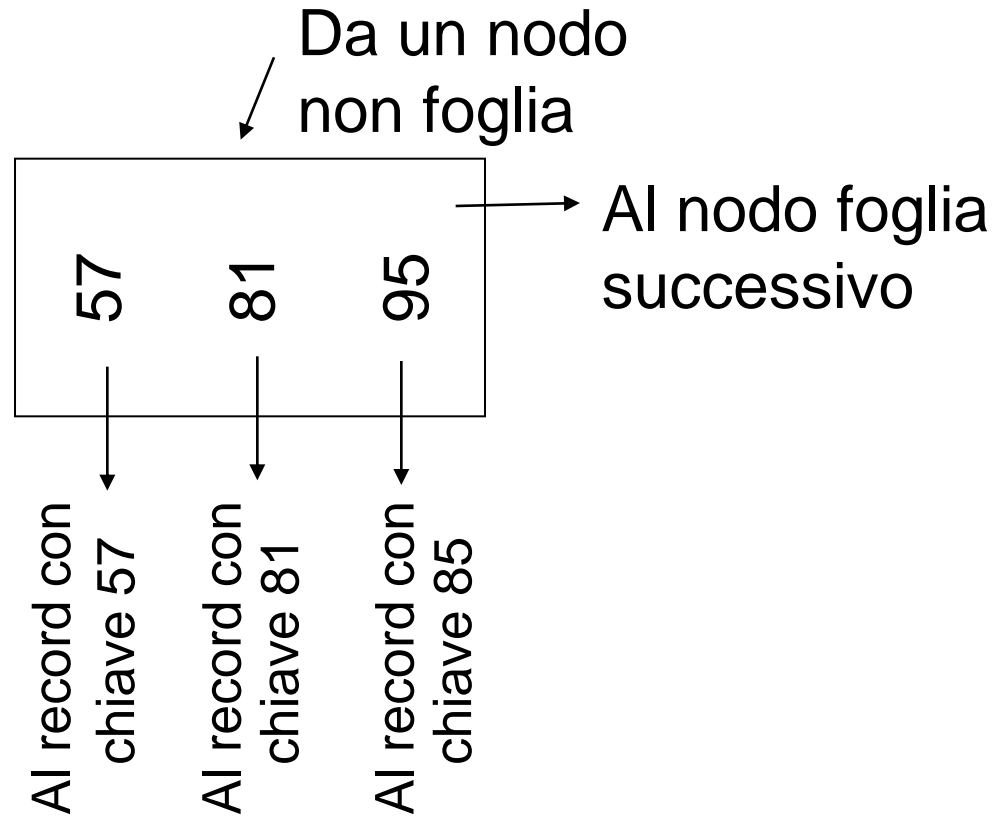 Da un nodo
non foglia
Al nodo foglia
successivo
57
81
95
Al record con
chiave 57
Al record con
chiave 81
Al record con
chiave 85